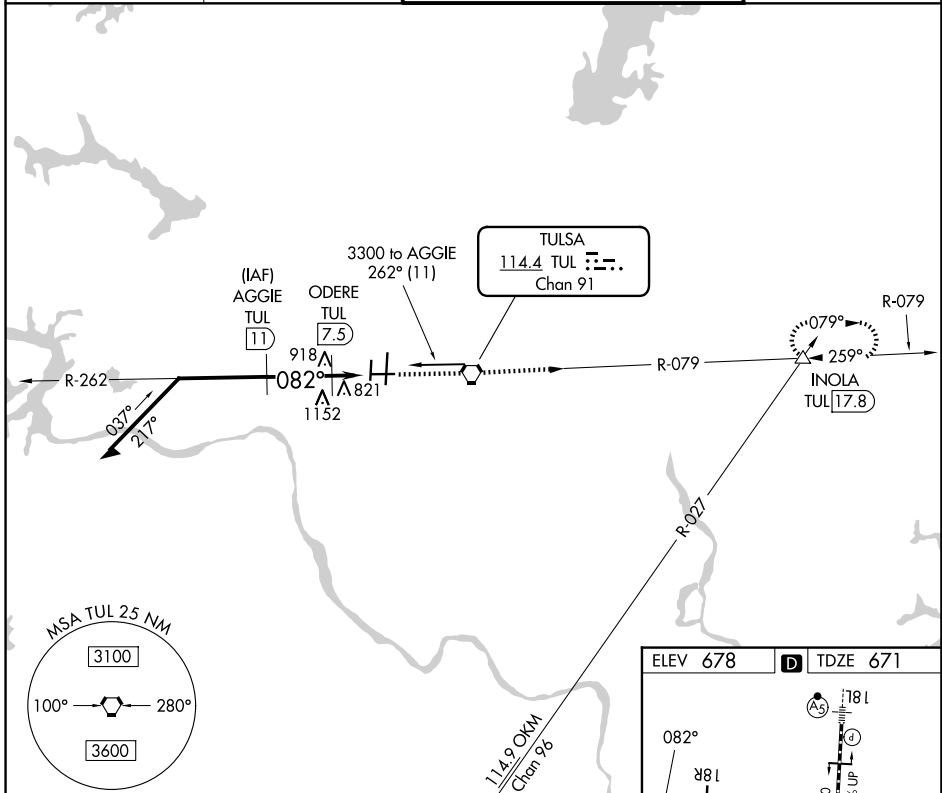 TULSA
114.4 TUL
Chan 91
3300 to AGGIE
262° (11)
(IAF)
AGGIE
TUL
11
ODERE
TUL
7.5
R-079
079°
259°
918
R-262
082°
821
R-079
INOLA
TUL 17.8
1152
037°
217°
R-027
MSA TUL 25 NM
3100
100°
280°
3600
114.9 OKM
Chan 96
ELEV 678
D
TDZE 671
A5
18L
P
082°
18R
UP